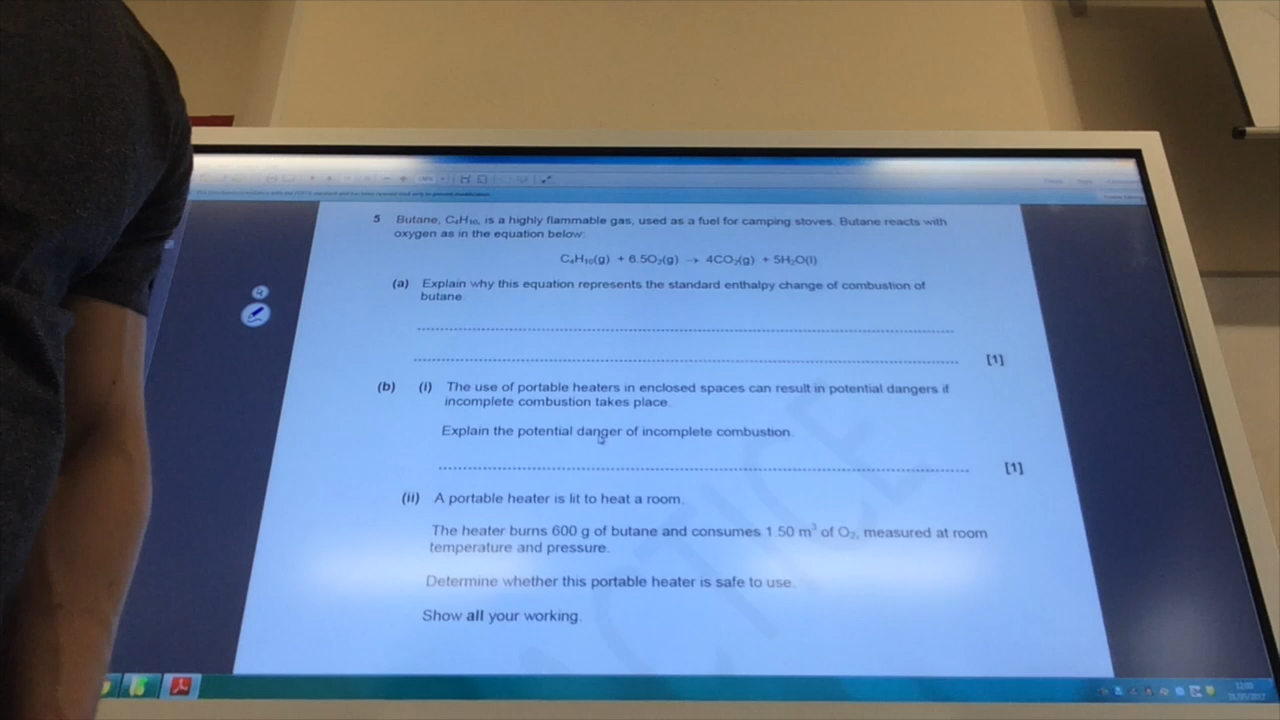 5 Butane, C₄H₁₀, is a highly flammable gas, used as a fuel for camping stoves. Butane reacts with
oxygen as in the equation below:
C₄H₁₀(g) + 6.5O₂(g) → 4CO₂(g) + 5H₂O(l)
(a) Explain why this equation represents the standard enthalpy change of combustion of
butane.
[1]
(b) (i) The use of portable heaters in enclosed spaces can result in potential dangers if
incomplete combustion takes place.
Explain the potential danger of incomplete combustion.
[1]
(ii) A portable heater is lit to heat a room.
The heater burns 600 g of butane and consumes 1.50 m³ of O₂, measured at room
temperature and pressure.
Determine whether this portable heater is safe to use.
Show all your working.
12:00